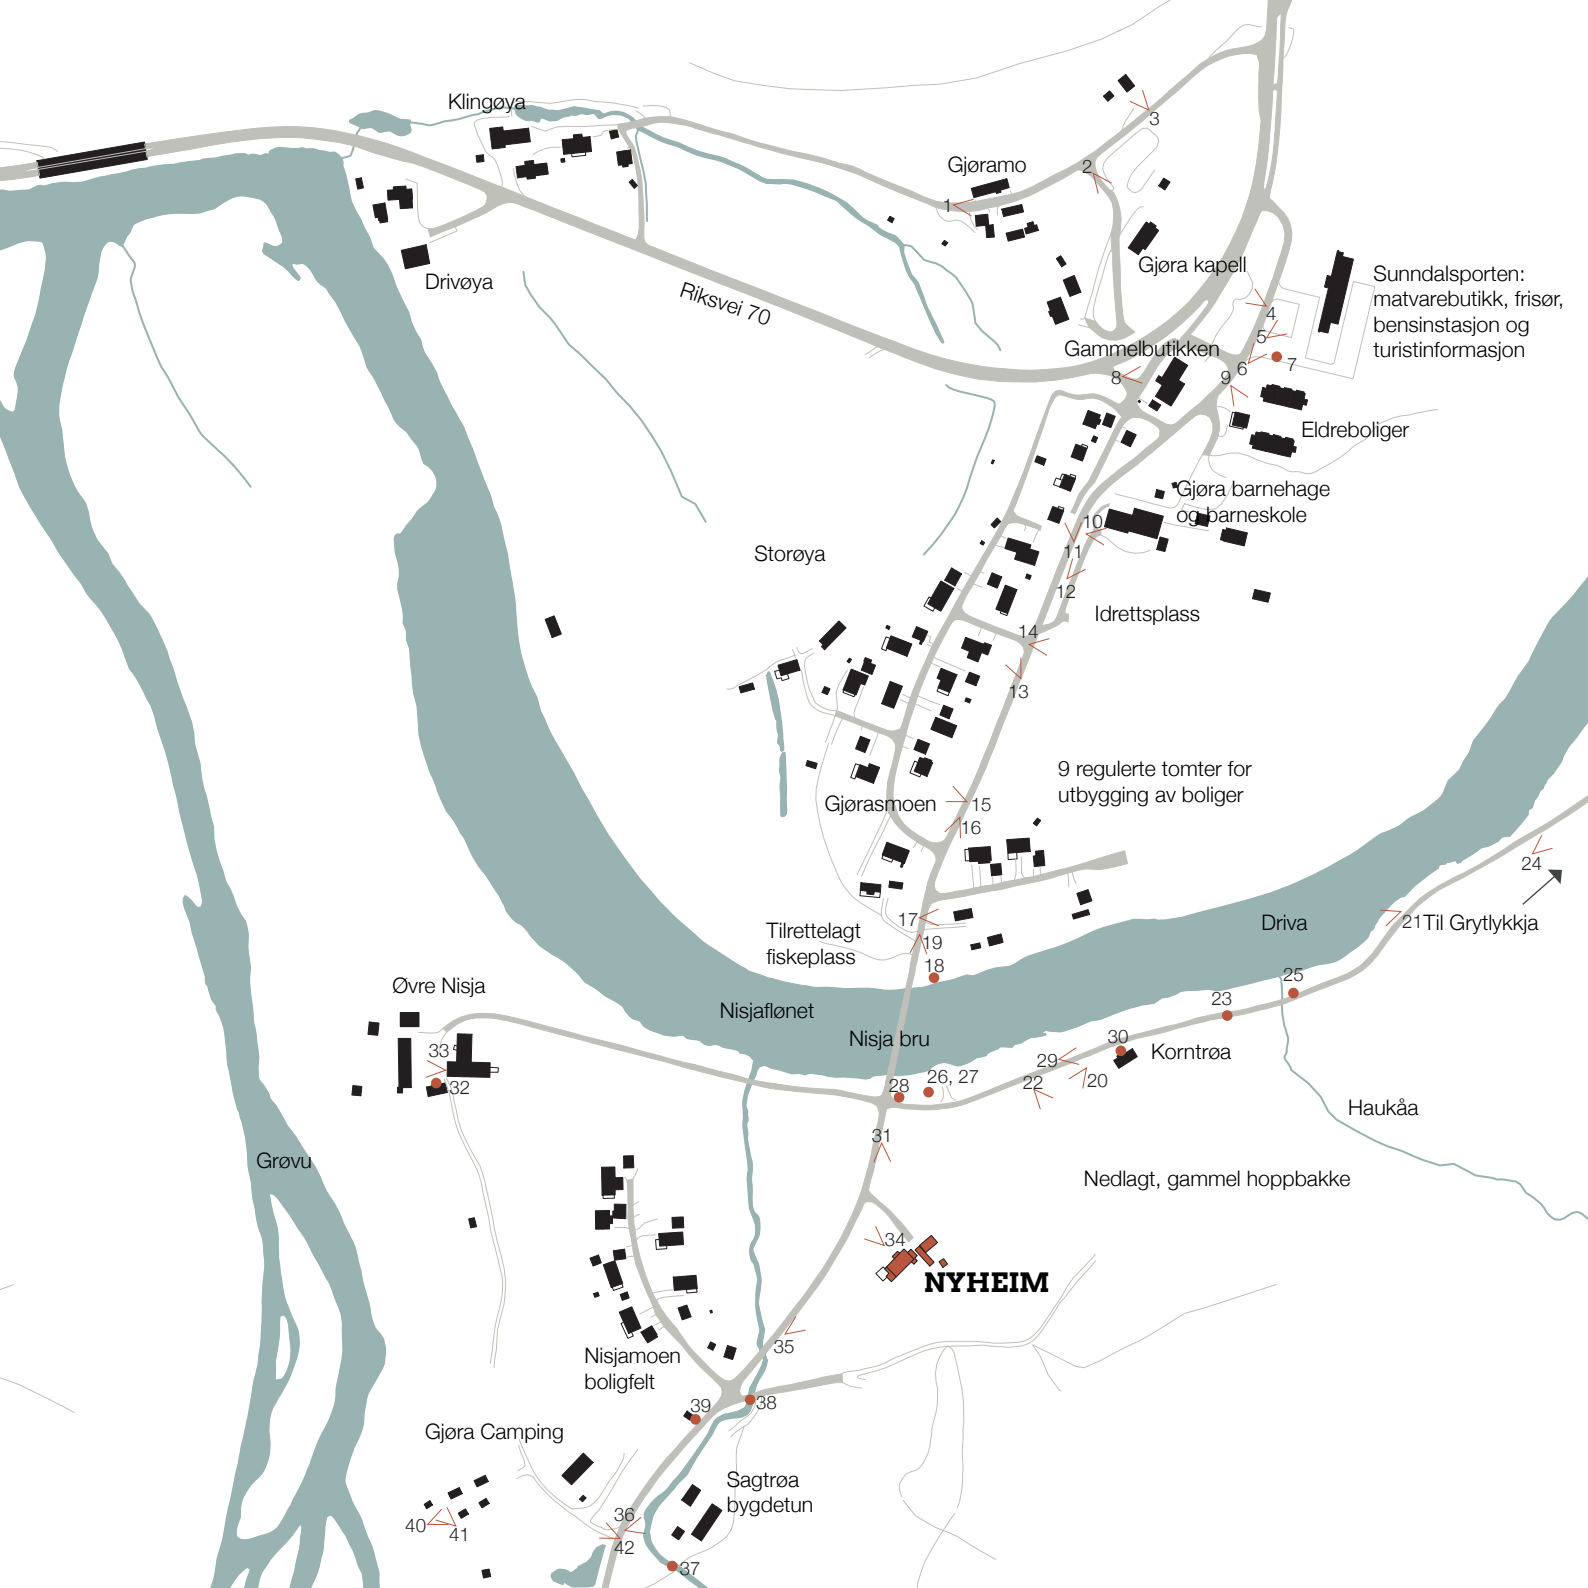 Klingøya
3
Gjøramo
2
1
Gjøra kapell
Drivøya
Sunndalsporten:
matvarebutikk, frisør,
bensinstasjon og
turistinformasjon
Riksvei 70
4
5
6
7
Gammelbutikken
8
9
Eldreboliger
Gjøra barnehage
og barneskole
10
11
Storøya
12
Idrettsplass
14
13
9 regulerte tomter for
utbygging av boliger
Gjørasmoen
15
16
24
17
Driva
21
Til Grytlykkja
Tilrettelagt
fiskeplass
19
18
25
Øvre Nisja
23
Nisjaflønet
Nisja bru
30
Korntrøa
33
29
32
28
26, 27
22
20
Haukåa
31
Grøvu
Nedlagt, gammel hoppbakke
34
NYHEIM
35
Nisjamoen
boligfelt
39
38
Gjøra Camping
Sagtrøa
bygdetun
36
40
41
42
37